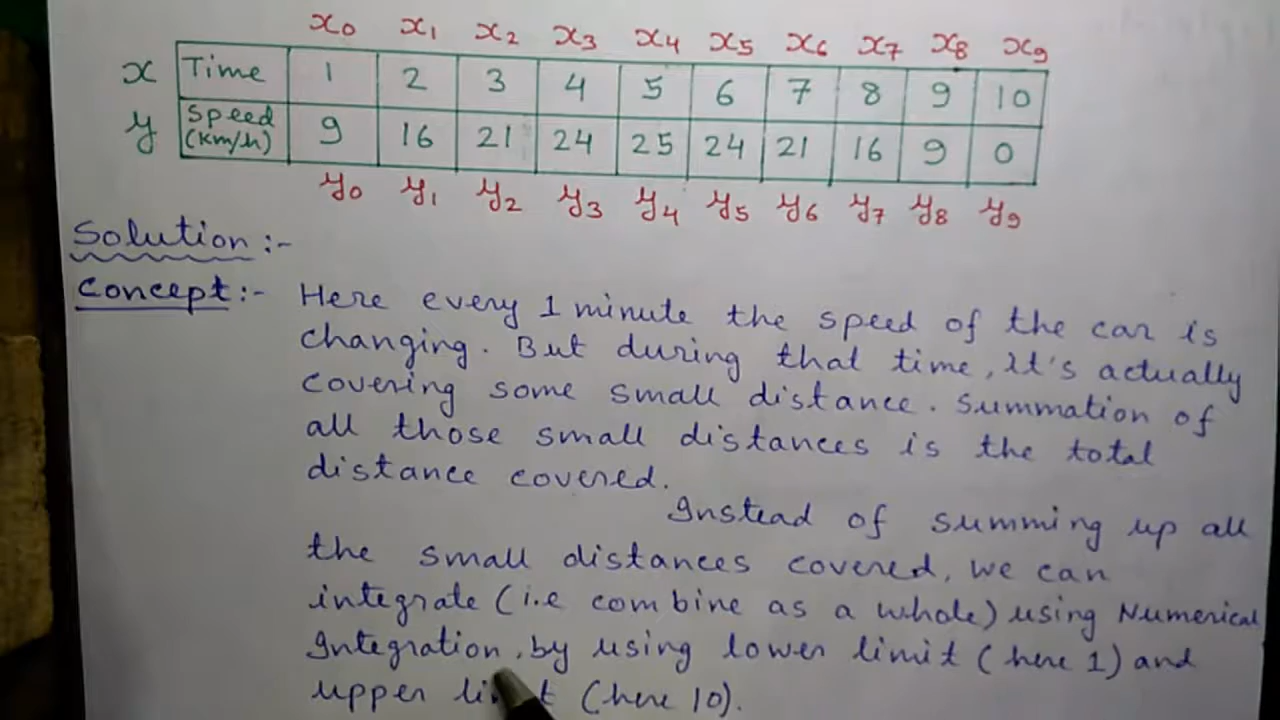 x0 x1 x2 x3 x4 x5 x6 x7 x8 x9
x Time 1 2 3 4 5 6 7 8 9 10
y Speed (Km/h) 9 16 21 24 25 24 21 16 9 0
y0 y1 y2 y3 y4 y5 y6 y7 y8 y9
Solution :-
Concept :- Here every 1 minute the speed of the car is
changing. But during that time, it's actually
covering some small distance. Summation of
all those small distances is the total
distance covered.
Instead of summing up all
the small distances covered, we can
integrate (i.e combine as a whole) using Numerical
Integration, by using lower limit (here 1) and
upper limit (here 10).